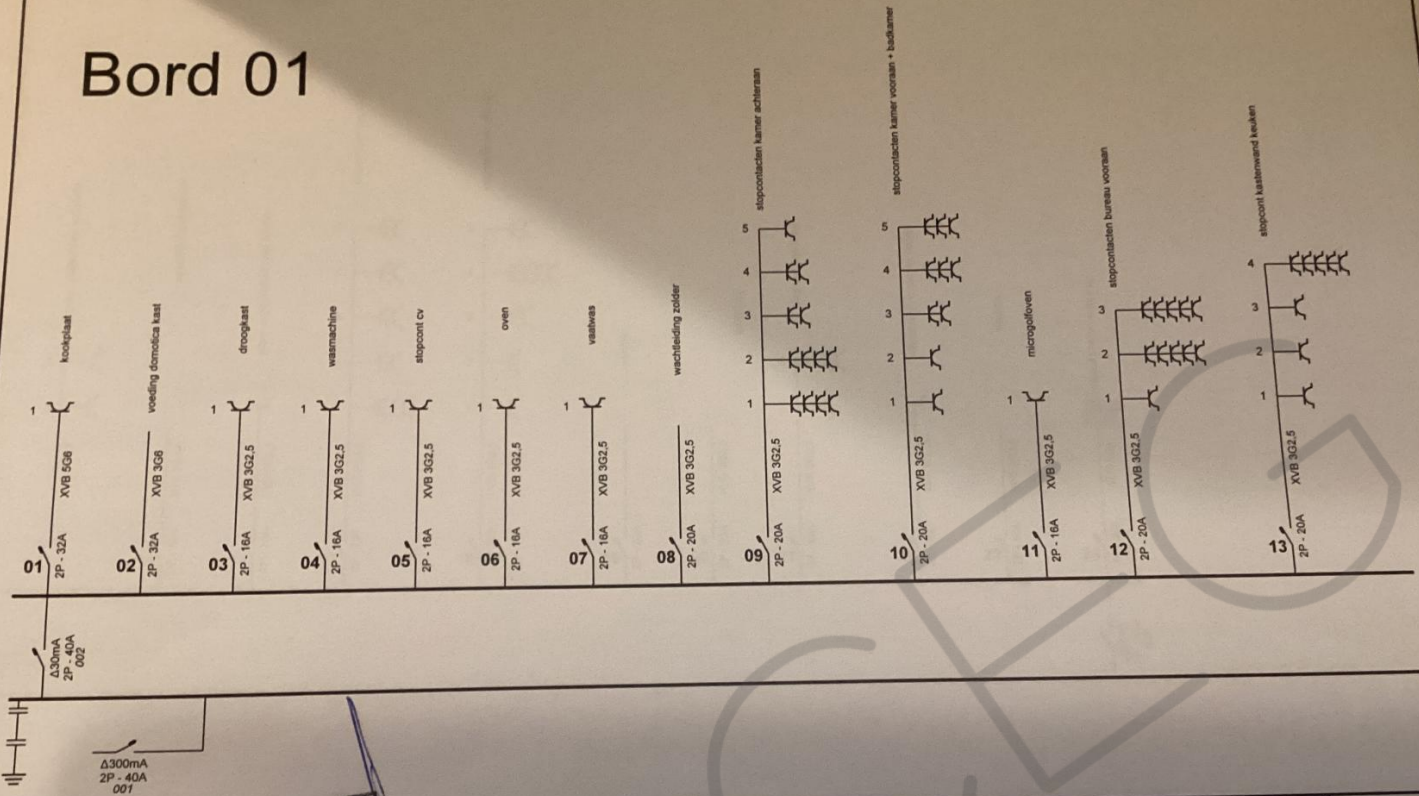 Bord 01
kookplaat
1
XVB 5G6
01
2P - 32A
voeding domotica kast
XVB 3G6
02
2P - 32A
droogkast
1
XVB 3G2,5
03
2P - 16A
wasmachine
1
XVB 3G2,5
04
2P - 16A
stopcont cv
1
XVB 3G2,5
05
2P - 16A
oven
1
XVB 3G2,5
06
2P - 16A
vaatwas
1
XVB 3G2,5
07
2P - 16A
wachtleiding zolder
XVB 3G2,5
08
2P - 20A
stopcontacten kamer achteraan
5
4
3
2
1
XVB 3G2,5
09
2P - 20A
stopcontacten kamer vooraan + badkamer
5
4
3
2
1
XVB 3G2,5
10
2P - 20A
microgolfoven
1
XVB 3G2,5
11
2P - 16A
stopcontacten bureau vooraan
3
2
1
XVB 3G2,5
12
2P - 20A
stopcont kastenwand keuken
4
3
2
1
XVB 3G2,5
13
2P - 20A
Δ30mA
2P - 40A
002
Δ300mA
2P - 40A
001
CEG